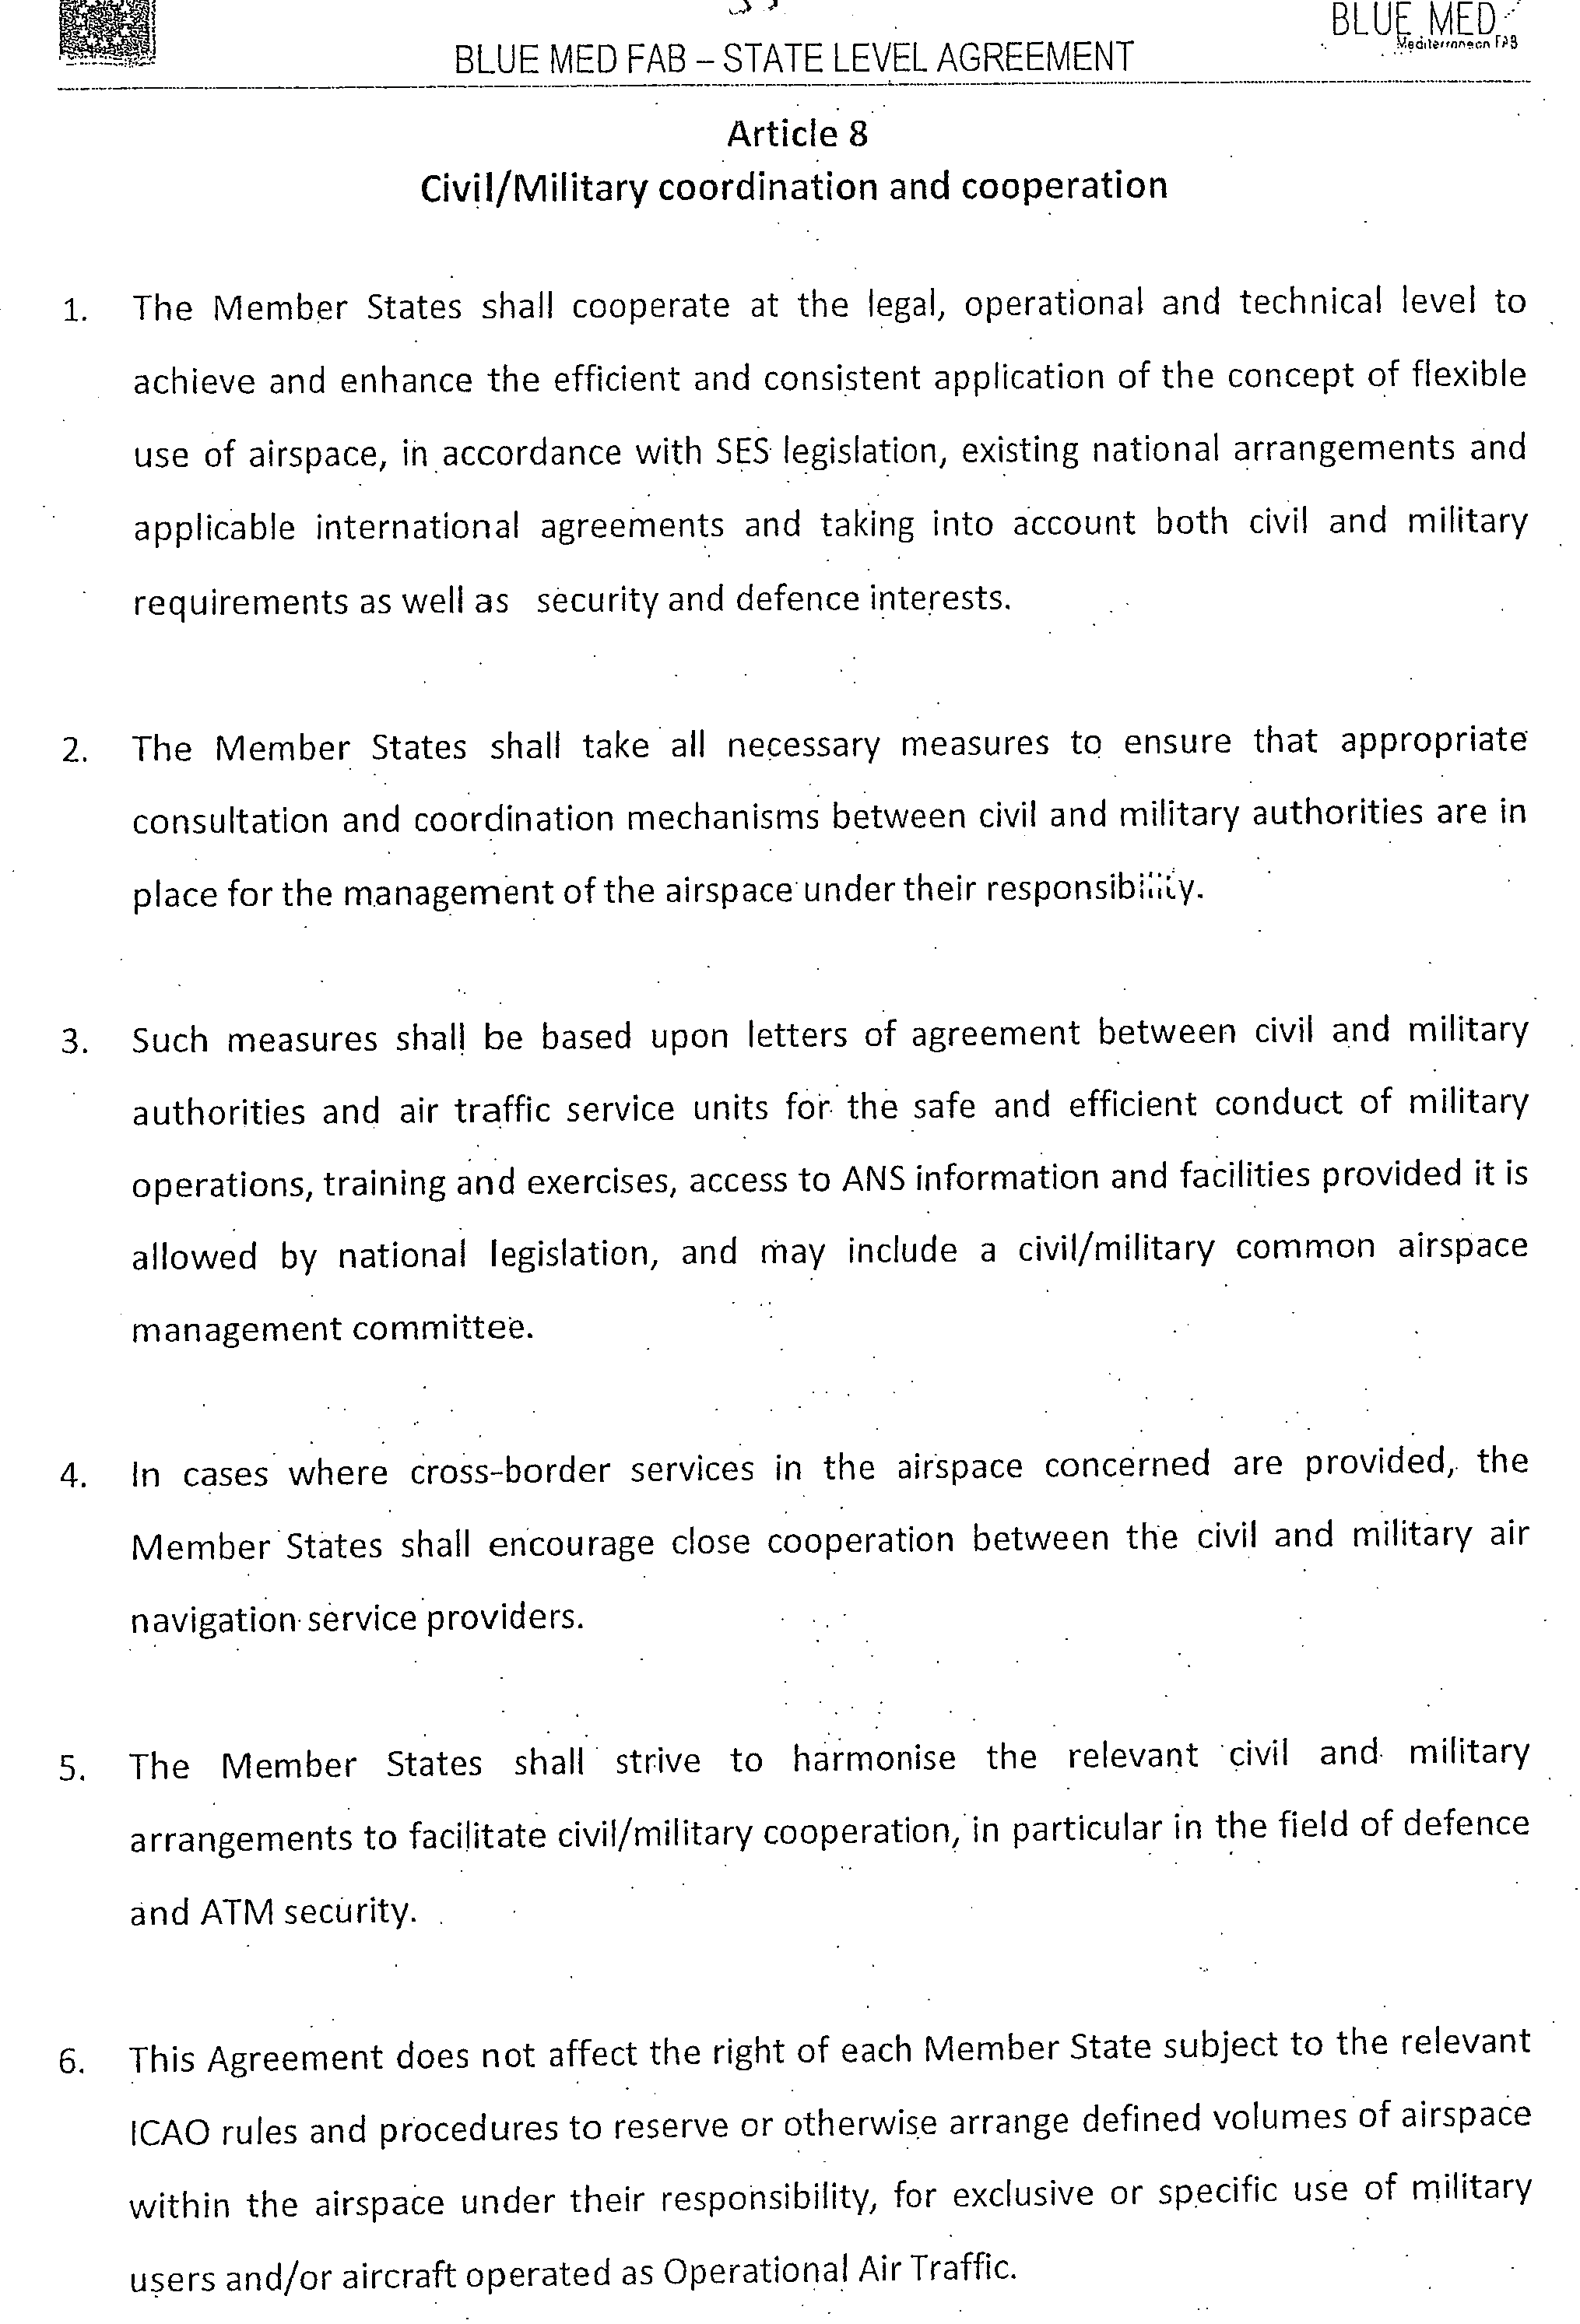 BLUE MED
Mediterranean FAB
BLUE MED FAB – STATE LEVEL AGREEMENT
Article 8
Civil/Military coordination and cooperation
1. The Member States shall cooperate at the legal, operational and technical level to
achieve and enhance the efficient and consistent application of the concept of flexible
use of airspace, in accordance with SES legislation, existing national arrangements and
applicable international agreements and taking into account both civil and military
requirements as well as security and defence interests.
2. The Member States shall take all necessary measures to ensure that appropriate
consultation and coordination mechanisms between civil and military authorities are in
place for the management of the airspace under their responsibility.
3. Such measures shall be based upon letters of agreement between civil and military
authorities and air traffic service units for the safe and efficient conduct of military
operations, training and exercises, access to ANS information and facilities provided it is
allowed by national legislation, and may include a civil/military common airspace
management committee.
4. In cases where cross-border services in the airspace concerned are provided, the
Member States shall encourage close cooperation between the civil and military air
navigation service providers.
5. The Member States shall strive to harmonise the relevant civil and military
arrangements to facilitate civil/military cooperation, in particular in the field of defence
and ATM security.
6. This Agreement does not affect the right of each Member State subject to the relevant
ICAO rules and procedures to reserve or otherwise arrange defined volumes of airspace
within the airspace under their responsibility, for exclusive or specific use of military
users and/or aircraft operated as Operational Air Traffic.